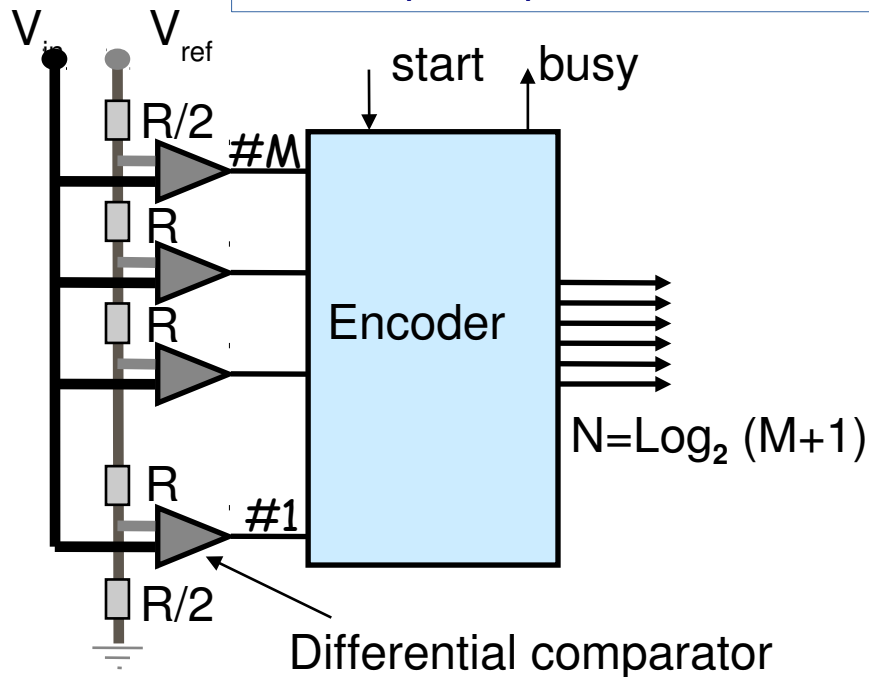 V_in V_ref
start busy
R/2
#M
R
R
Encoder
N=Log₂ (M+1)
R
#1
R/2
Differential comparator